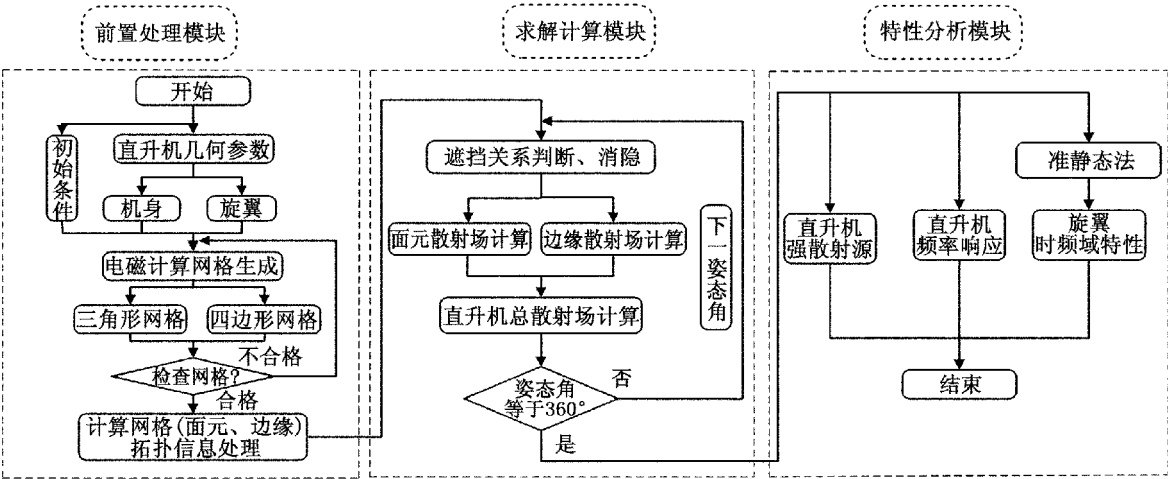 前置处理模块
求解计算模块
特性分析模块
开始
初始条件
直升机几何参数
机身
旋翼
电磁计算网格生成
三角形网格
四边形网格
不合格
检查网格?
合格
计算网格(面元、边缘)
拓扑信息处理
遮挡关系判断、消隐
面元散射场计算
边缘散射场计算
下一姿态角
直升机总散射场计算
姿态角
等于360°
否
是
准静态法
直升机
强散射源
直升机
频率响应
旋翼
时频域特性
结束